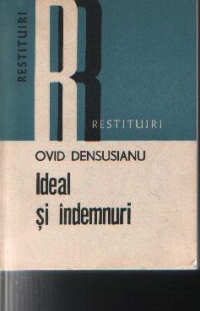 RESTITUIRI
R
RESTITUIRI
OVID DENSUSIANU
Ideal
și îndemnuri